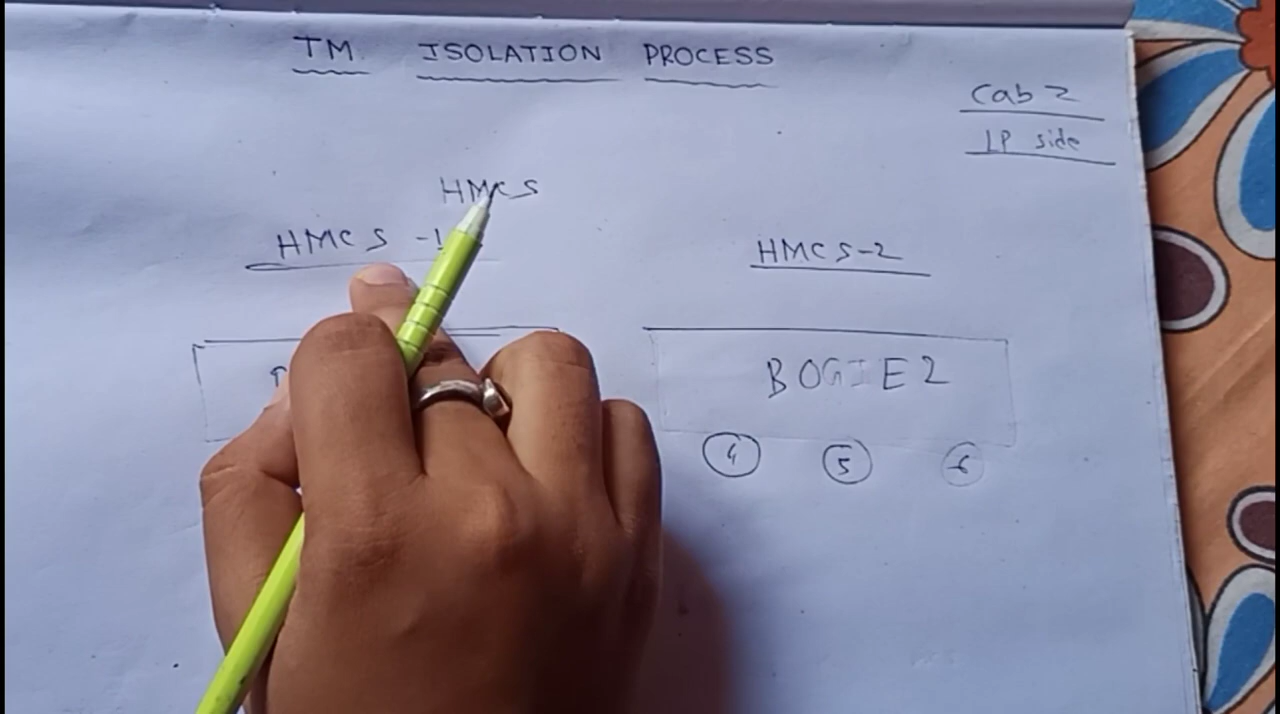 TM ISOLATION PROCESS
Cab 2
LP side
HMCS
HMCS -1
HMCS-2
BOGIE 2
4 5 6